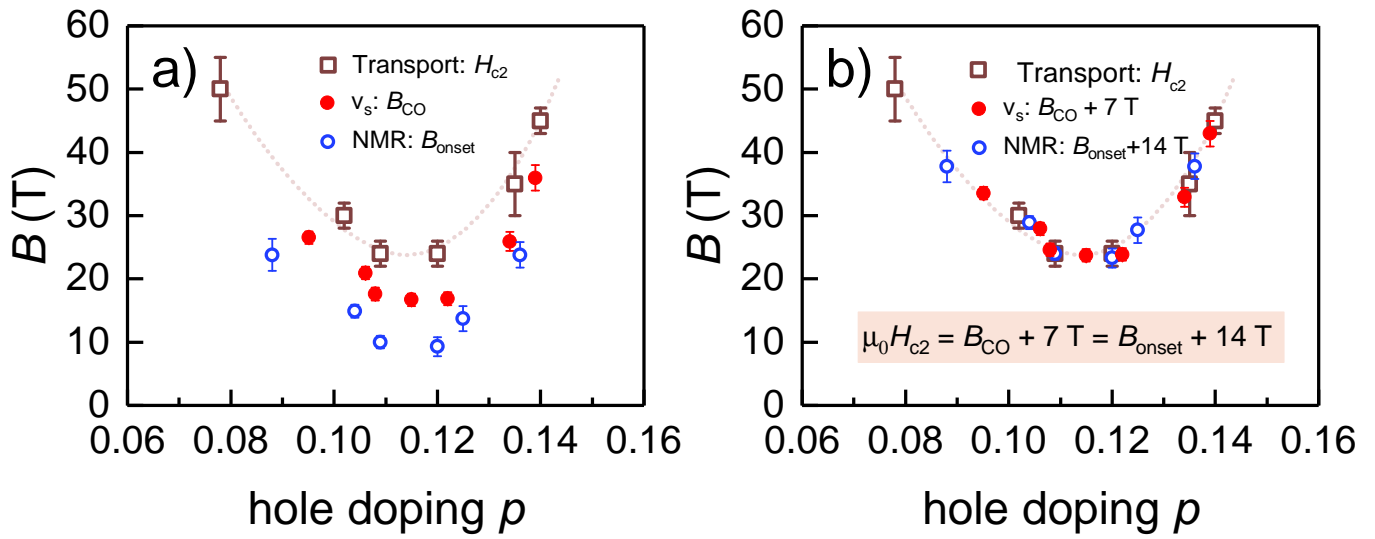 a)
Transport: Hc2
vs: BCO
NMR: Bonset
60
50
40
30
20
10
0
B (T)
0.06 0.08 0.10 0.12 0.14 0.16
hole doping p
b)
Transport: Hc2
vs: BCO + 7 T
NMR: Bonset+14 T
60
50
40
30
20
10
0
B (T)
μ0Hc2 = BCO + 7 T = Bonset + 14 T
0.06 0.08 0.10 0.12 0.14 0.16
hole doping p